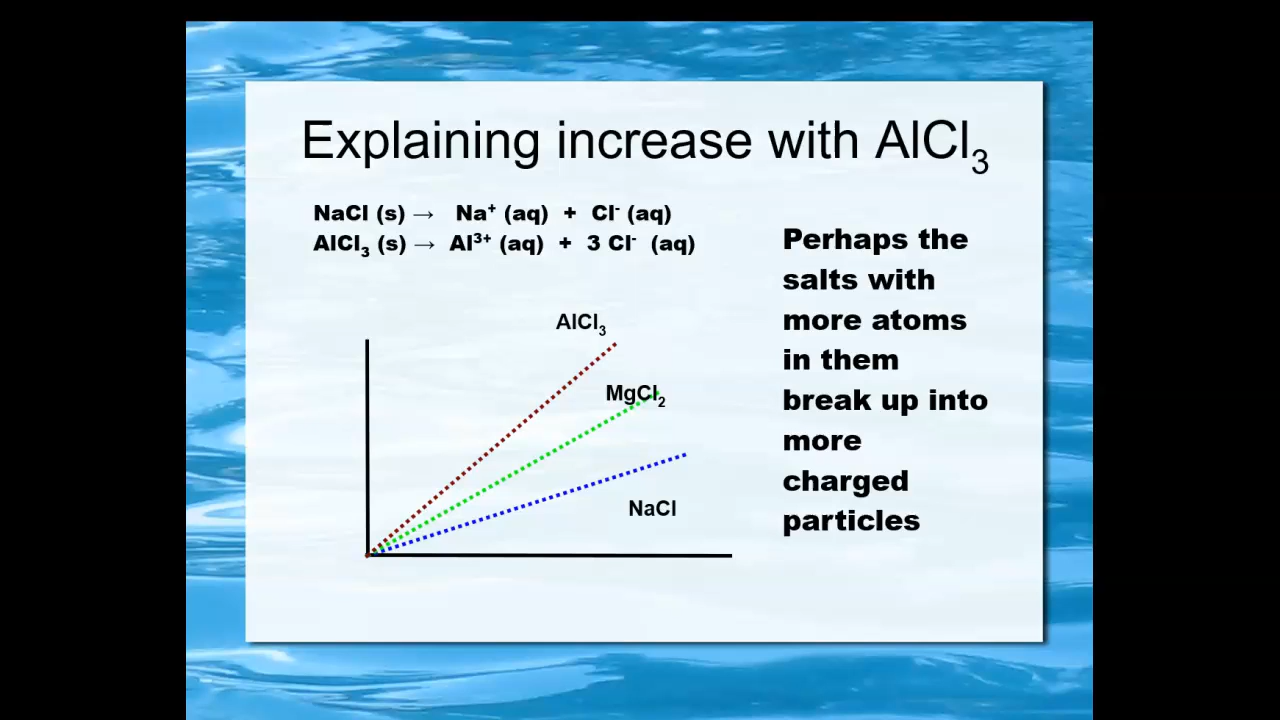 Explaining increase with AlCl₃
NaCl (s) → Na⁺ (aq) + Cl⁻ (aq)
AlCl₃ (s) → Al³⁺ (aq) + 3 Cl⁻ (aq)
Perhaps the
salts with
more atoms
in them
break up into
more
charged
particles
AlCl₃
MgCl₂
NaCl